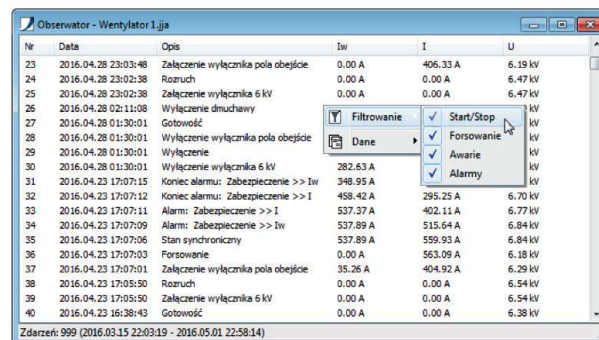 Obserwator - Wentylator 1.jja
Nr Data Opis Iw I U
23 2016.04.28 23:03:48 Załączenie wyłącznika pola obejście 0.00 A 406.33 A 6.19 kV
24 2016.04.28 23:02:38 Rozruch 0.00 A 0.00 A 6.47 kV
25 2016.04.28 23:02:38 Załączenie wyłącznika 6 kV 0.00 A 0.00 A 6.47 kV
26 2016.04.28 02:11:08 Wyłączenie dmuchawy kV
27 2016.04.28 01:30:01 Gotowość Filtrowanie Start/Stop kV
28 2016.04.28 01:30:01 Wyłączenie wyłącznika pola obejście Forsowanie kV
29 2016.04.28 01:30:01 Wyłączenie Dane Awarie kV
30 2016.04.28 01:30:01 Wyłączenie wyłącznika 6 kV 282.63 A Alarmy kV
31 2016.04.23 17:07:15 Koniec alarmu: Zabezpieczenie >> Iw 348.95 A kV
32 2016.04.23 17:07:12 Koniec alarmu: Zabezpieczenie >> I 458.42 A 295.25 A 6.70 kV
33 2016.04.23 17:07:11 Alarm: Zabezpieczenie >> I 537.37 A 402.11 A 6.77 kV
34 2016.04.23 17:07:09 Alarm: Zabezpieczenie >> Iw 537.89 A 515.64 A 6.84 kV
35 2016.04.23 17:07:06 Stan synchroniczny 537.89 A 559.93 A 6.84 kV
36 2016.04.23 17:07:03 Forsowanie 0.00 A 563.09 A 6.18 kV
37 2016.04.23 17:07:01 Załączenie wyłącznika pola obejście 35.26 A 404.92 A 6.29 kV
38 2016.04.23 17:05:50 Rozruch 0.00 A 0.00 A 6.54 kV
39 2016.04.23 17:05:50 Załączenie wyłącznika 6 kV 0.00 A 0.00 A 6.54 kV
40 2016.04.23 16:38:43 Gotowość 0.00 A 0.00 A 6.38 kV
Zdarzeń: 999 (2016.03.15 22:03:19 - 2016.05.01 22:58:14)